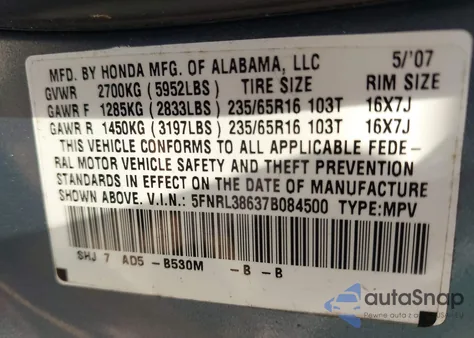 MFD. BY HONDA MFG. OF ALABAMA, LLC 5/'07
GVWR 2700KG (5952LBS) TIRE SIZE RIM SIZE
GAWR F 1285KG (2833LBS) 235/65R16 103T 16X7J
GAWR R 1450KG (3197LBS) 235/65R16 103T 16X7J
THIS VEHICLE CONFORMS TO ALL APPLICABLE FEDE-
RAL MOTOR VEHICLE SAFETY AND THEFT PREVENTION
STANDARDS IN EFFECT ON THE DATE OF MANUFACTURE
SHOWN ABOVE. V.I.N.: 5FNRL38637B084500 TYPE:MPV
SHJ 7 AD5 -B530M -B -B
autoSnap
Pewne auta z USA